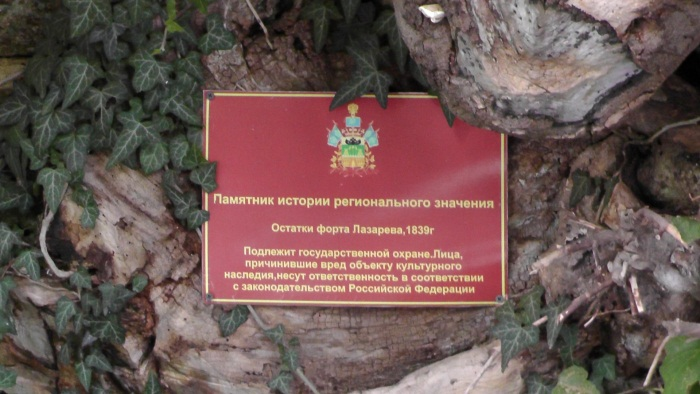 Памятник истории регионального значения
Остатки форта Лазарева,1839г
Подлежит государственной охране.Лица,
причинившие вред объекту культурного
наследия,несут ответственность в соответствии
с законодательством Российской Федерации